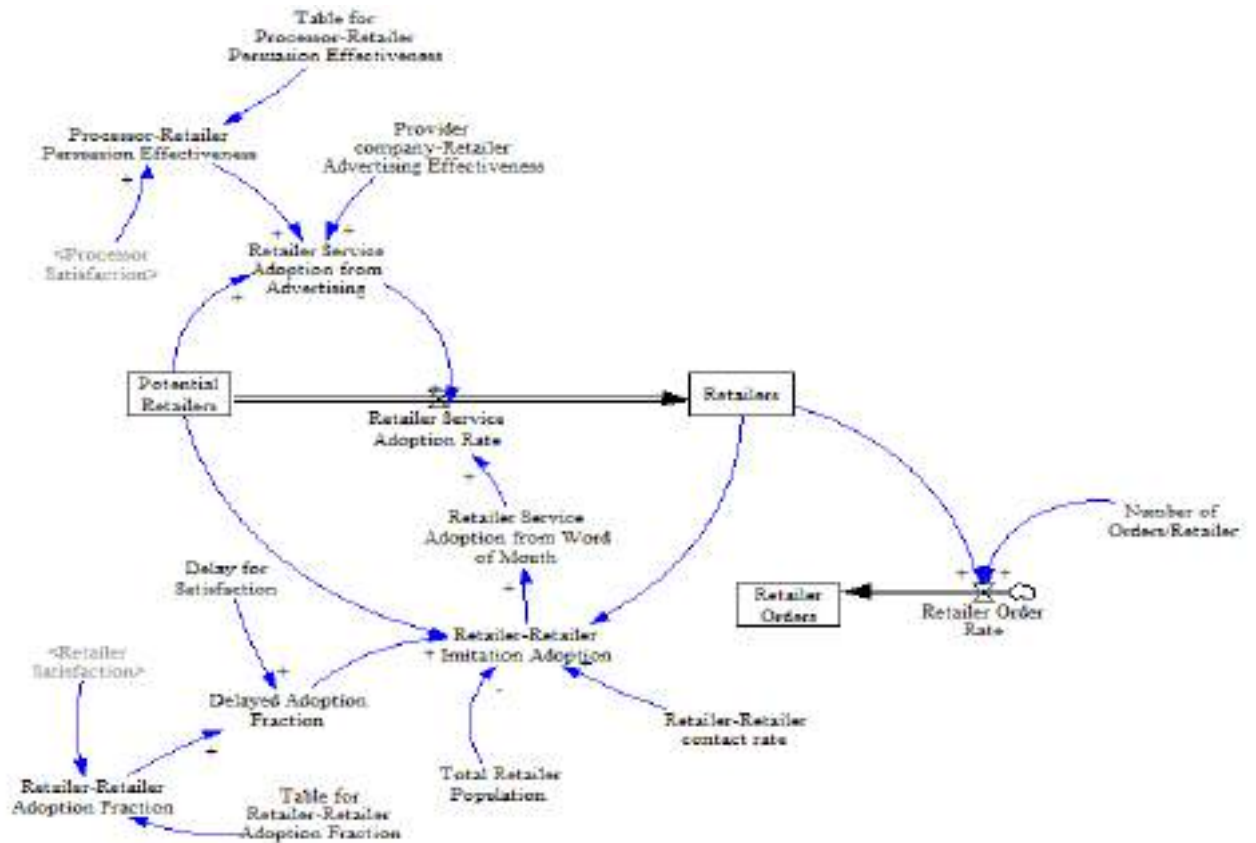 Table for
Processor-Retailer
Persuasion Effectiveness
Processor-Retailer
Persuasion Effectiveness
Provider
company-Retailer
Advertising Effectiveness
<Processor
Satisfaction>
Retailer Service
Adoption from
Advertising
Potential
Retailers
Retailers
Retailer Service
Adoption Rate
Retailer Service
Adoption from Word
of Mouth
Number of
Orders/Retailer
Delay for
Satisfaction
Retailer
Orders
Retailer Order
Rate
<Retailer
Satisfaction>
Retailer-Retailer
Imitation Adoption
Delayed Adoption
Fraction
Retailer-Retailer
contact rate
Total Retailer
Population
Retailer-Retailer
Adoption Fraction
Table for
Retailer-Retailer
Adoption Fraction